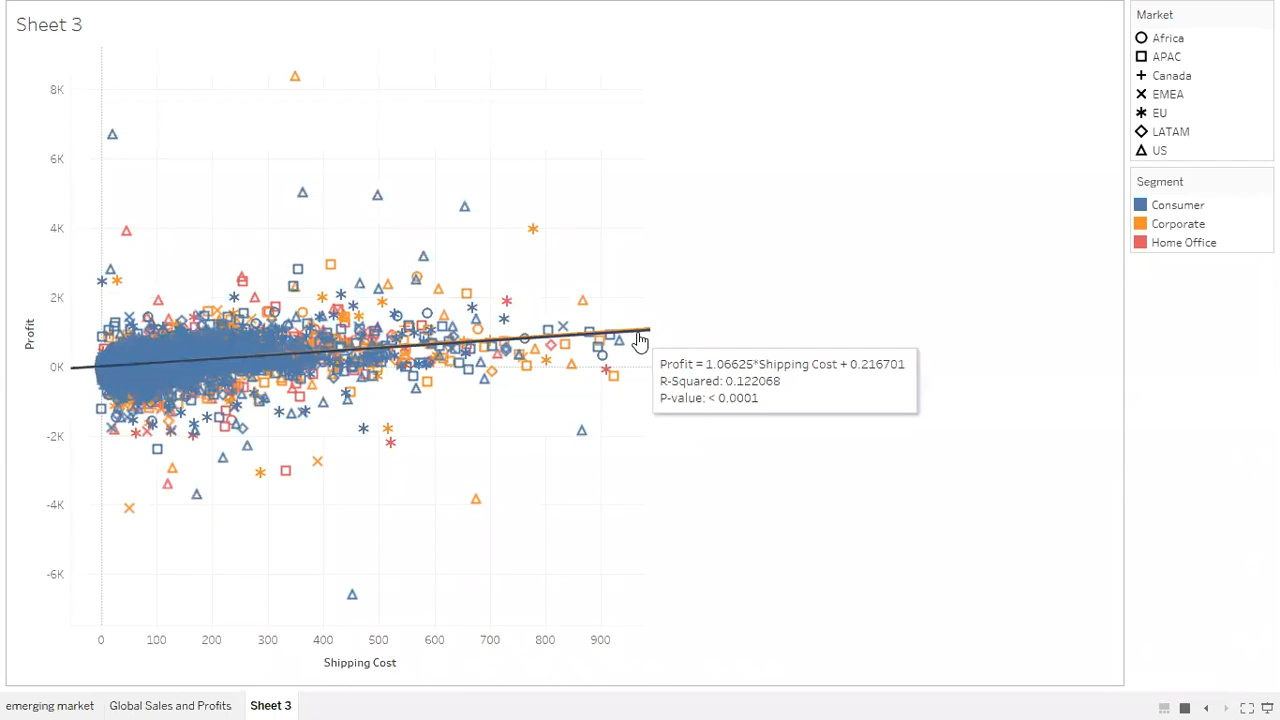 Sheet 3
8K
6K
4K
2K
0K
-2K
-4K
-6K
Profit
0 100 200 300 400 500 600 700 800 900
Shipping Cost
Profit = 1.06625*Shipping Cost + 0.216701
R-Squared: 0.122068
P-value: < 0.0001
Market
Africa
APAC
Canada
EMEA
EU
LATAM
US
Segment
Consumer
Corporate
Home Office
emerging market Global Sales and Profits Sheet 3